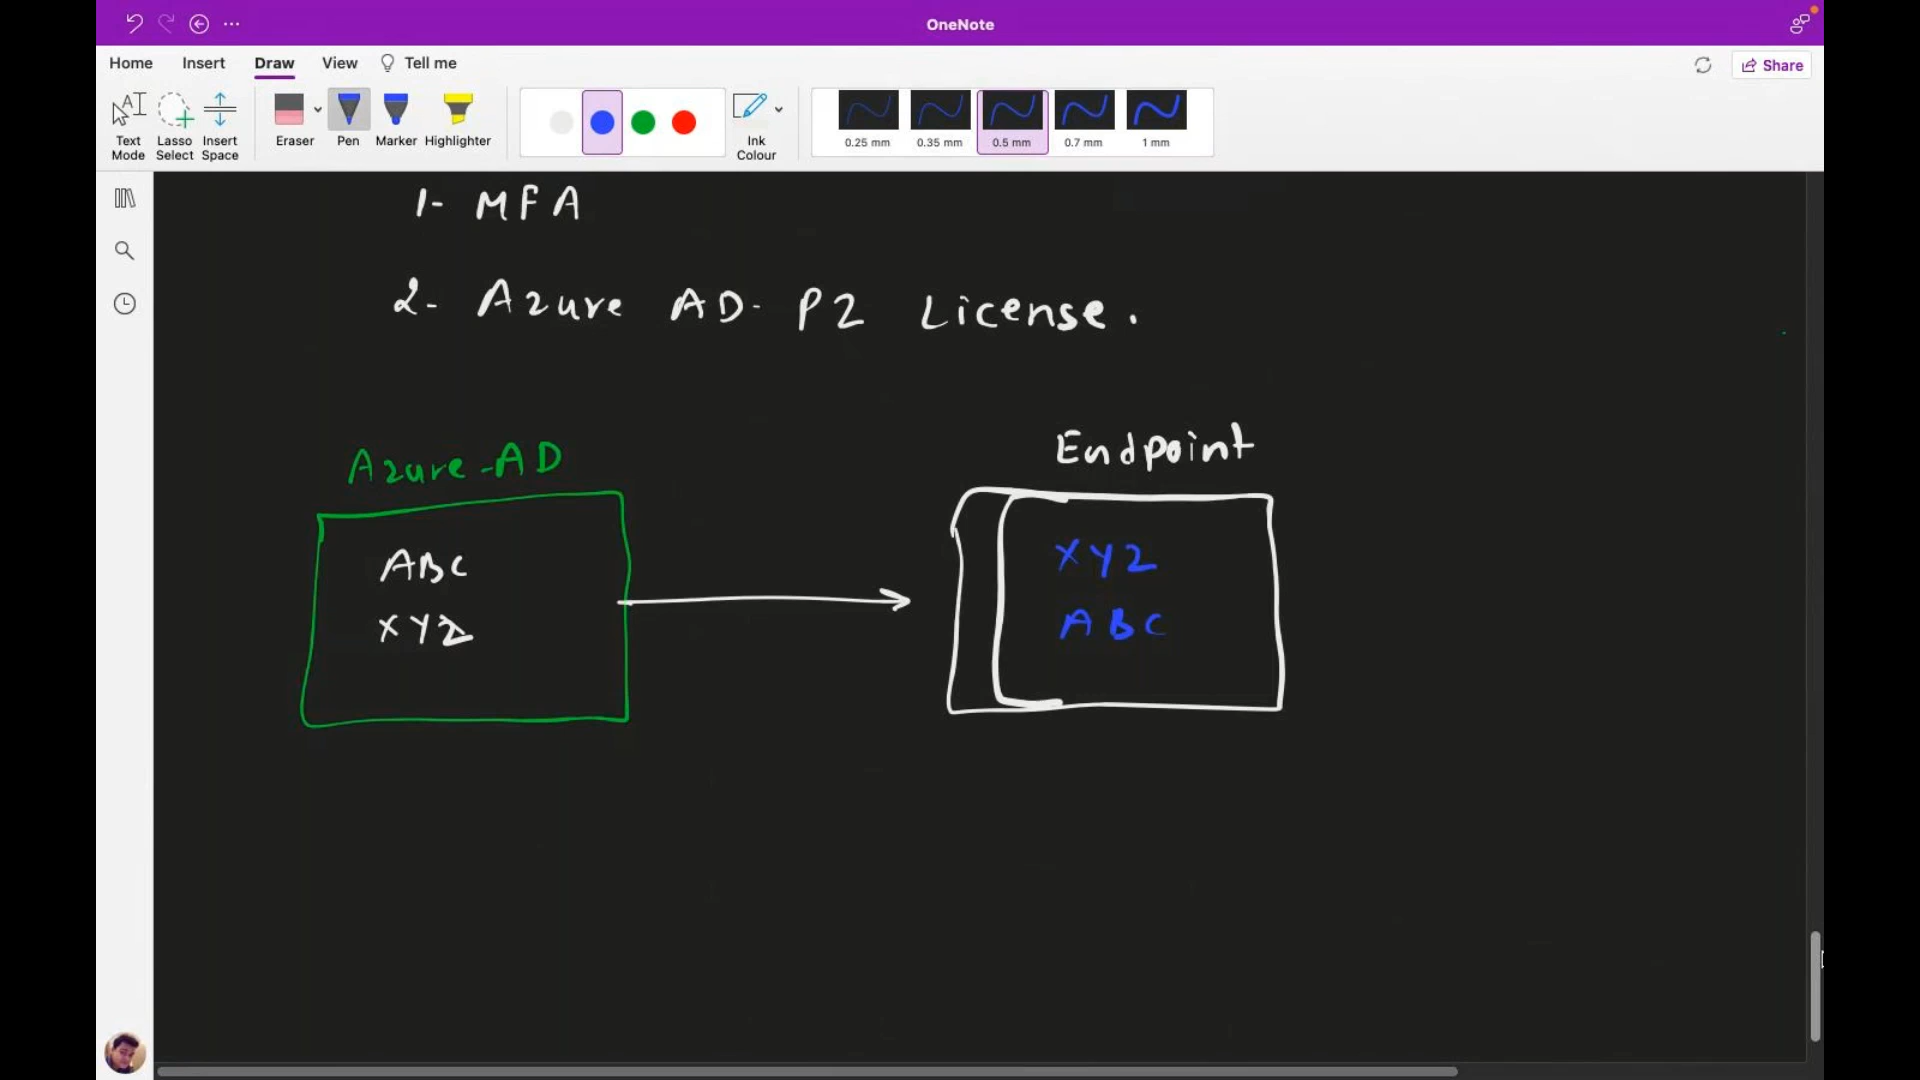 OneNote
Home Insert Draw View Tell me
Share
Text Mode
Lasso Select
Insert Space
Eraser
Pen
Marker
Highlighter
Ink Colour
0.25 mm
0.35 mm
0.5 mm
0.7 mm
1 mm
1- MFA
2- Azure AD- P2 License.
Azure-AD
ABC
XYZ
Endpoint
XYZ
ABC